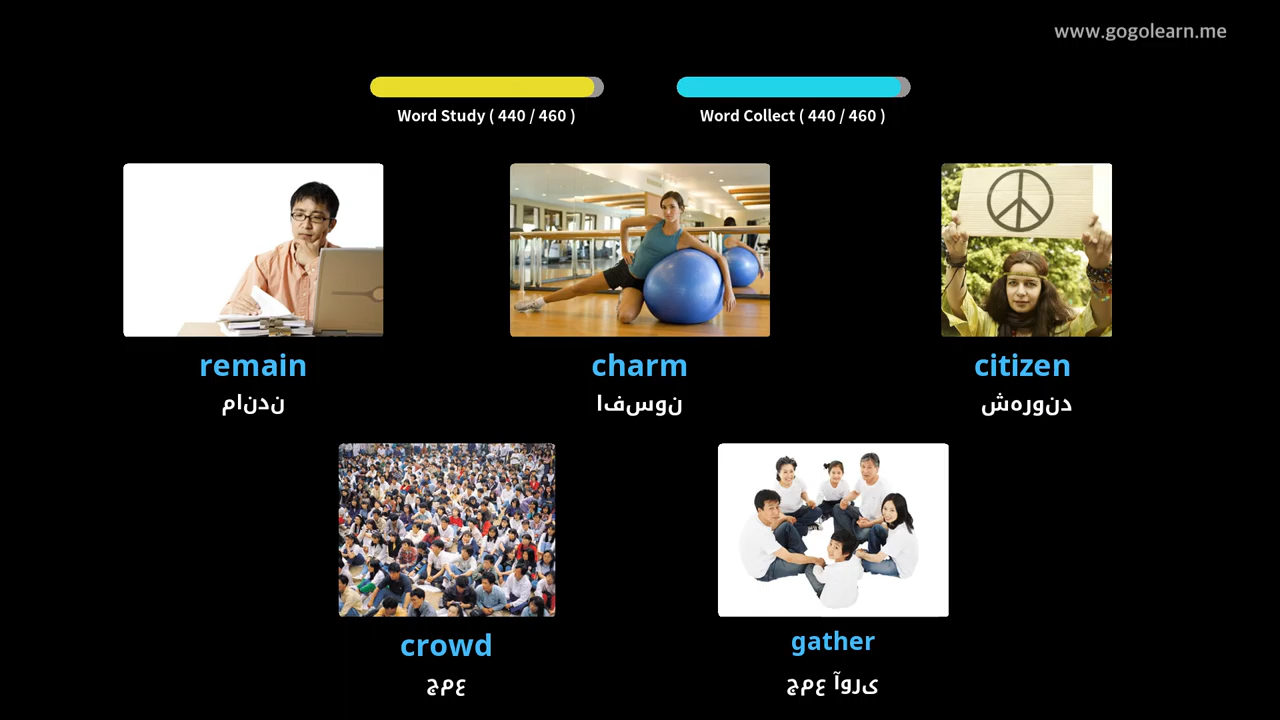 www.gogolearn.me
Word Study ( 440 / 460 )
Word Collect ( 440 / 460 )
remain
ماندن
charm
افسون
citizen
شهروند
crowd
جمع
gather
جمع آوری